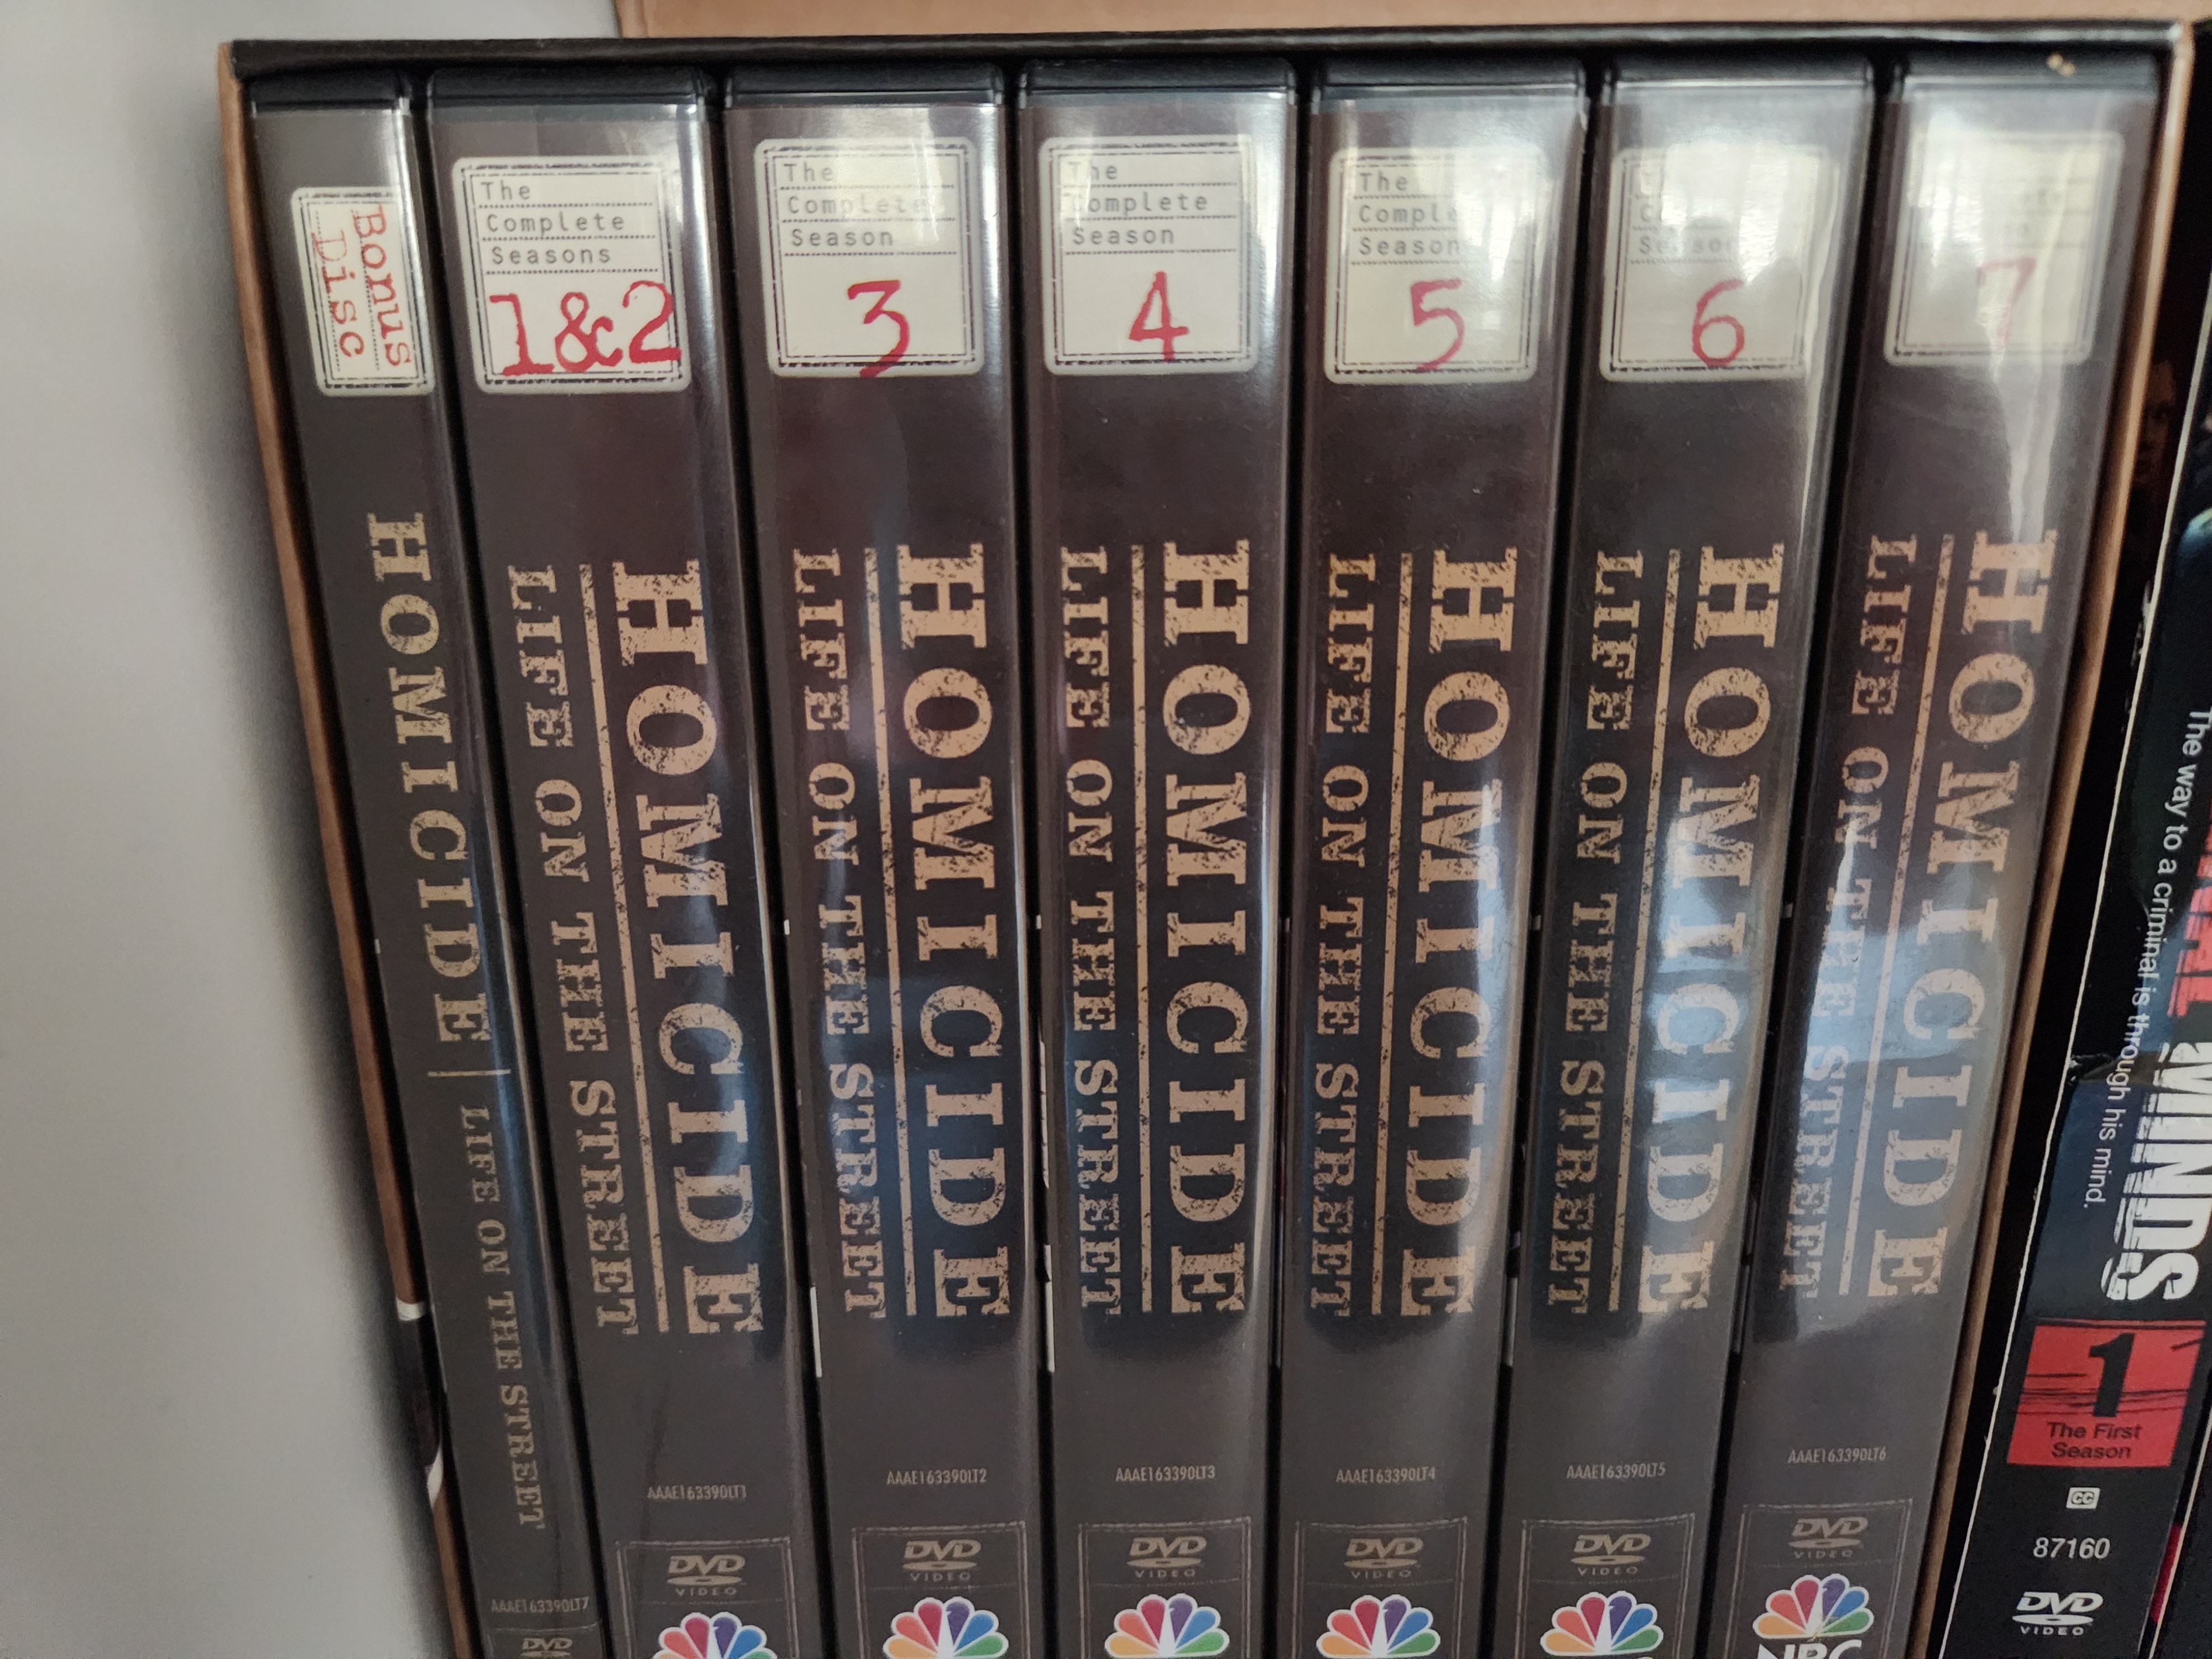 Bonus
Disc
HOMICIDE | LIFE ON THE STREET
AAAE163390LT7
DVD
The
Complete
Seasons
1&2
HOMICIDE
LIFE ON THE STREET
AAAE163390LT1
DVD
VIDEO
The
Complete
Season
3
HOMICIDE
LIFE ON THE STREET
AAAE163390LT2
DVD
VIDEO
The
Complete
Season
4
HOMICIDE
LIFE ON THE STREET
AAAE163390LT3
DVD
VIDEO
The
Complete
Season
5
HOMICIDE
LIFE ON THE STREET
AAAE163390LT4
DVD
VIDEO
Season
6
HOMICIDE
LIFE ON THE STREET
AAAE163390LT5
DVD
VIDEO
7
HOMICIDE
LIFE ON THE STREET
AAAE163390LT6
DVD
VIDEO
NBC
The way to a criminal is through his mind.
MINDS
1
The First
Season
CC
87160
DVD
VIDEO